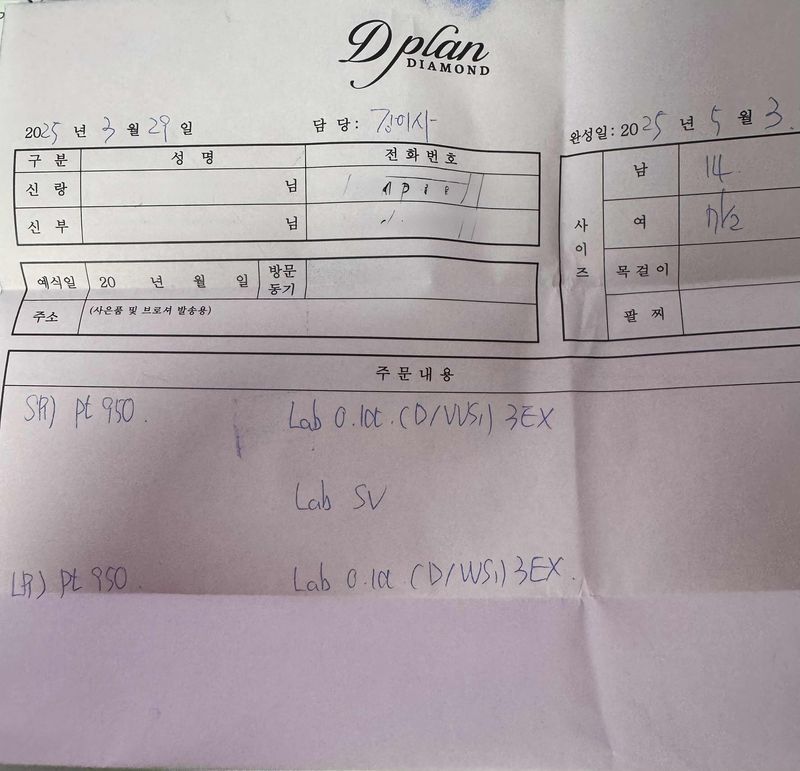 D plan
DIAMOND
2025 년 3 월 29 일 담 당: 정이사 완성일: 2025 년 5 월 3.
구 분 성 명 전 화 번 호
신 랑 님
신 부 님
사이즈
남 14.
여
목 걸 이
팔 찌
예식일 20 년 월 일 방문동기
주소 (사은품 및 브로셔 발송용)
주 문 내 용
SR) pt 950. Lab 0.1ct. (D/VVS1) 3EX
Lab SV
LR) pt 950. Lab 0.1ct (D/VVS1) 3EX.